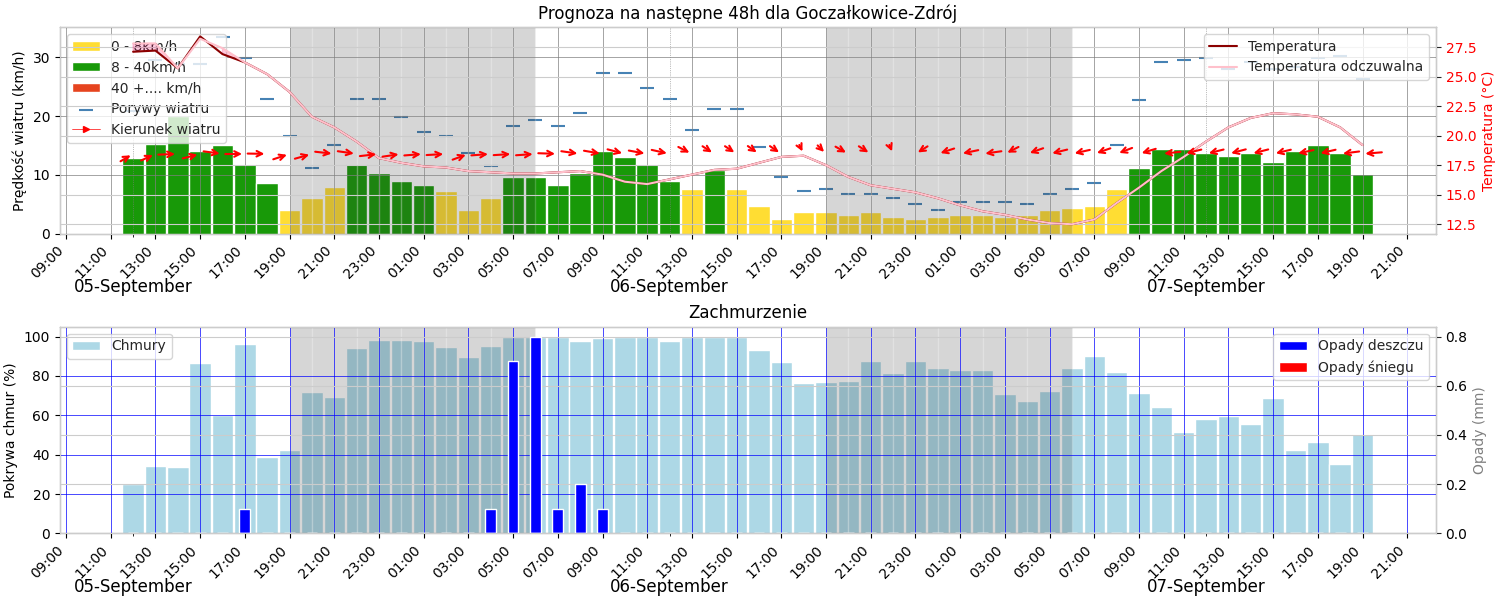 Prognoza na następne 48h dla Goczałkowice-Zdrój
Prędkość wiatru (km/h)
30
20
10
0
0 - 8km/h
8 - 40km/h
40 +.... km/h
Porywy wiatru
Kierunek wiatru
Temperatura
Temperatura odczuwalna
27.5
25.0
22.5
20.0
17.5
15.0
12.5
Temperatura (°C)
09:00 11:00 13:00 15:00 17:00 19:00 21:00 23:00 01:00 03:00 05:00 07:00 09:00 11:00 13:00 15:00 17:00 19:00 21:00 23:00 01:00 03:00 05:00 07:00 09:00 11:00 13:00 15:00 17:00 19:00 21:00
05-September 06-September 07-September
Zachmurzenie
Pokrywa chmur (%)
100
80
60
40
20
0
Chmury
Opady deszczu
Opady śniegu
0.8
0.6
0.4
0.2
0.0
Opady (mm)
09:00 11:00 13:00 15:00 17:00 19:00 21:00 23:00 01:00 03:00 05:00 07:00 09:00 11:00 13:00 15:00 17:00 19:00 21:00 23:00 01:00 03:00 05:00 07:00 09:00 11:00 13:00 15:00 17:00 19:00 21:00
05-September 06-September 07-September